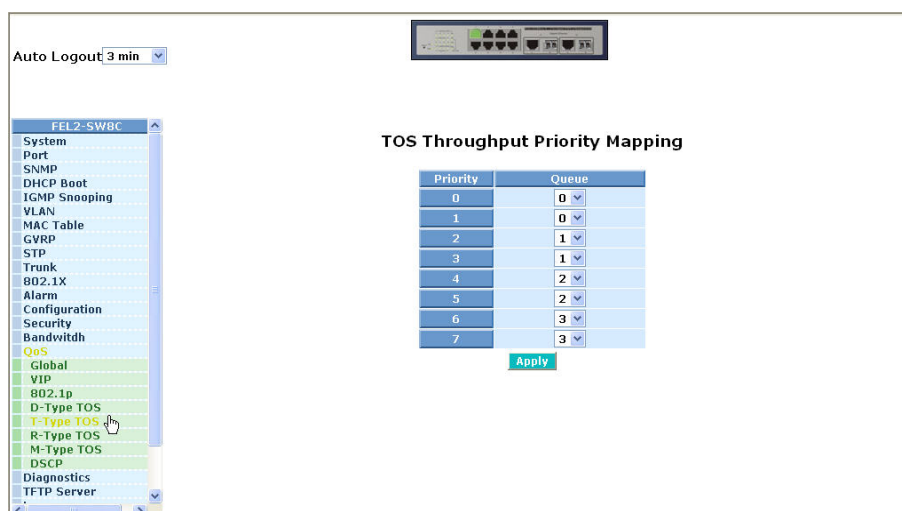 Auto Logout 3 min
FEL2-SW8C
System
Port
SNMP
DHCP Boot
IGMP Snooping
VLAN
MAC Table
GVRP
STP
Trunk
802.1X
Alarm
Configuration
Security
Bandwitdh
QoS
Global
VIP
802.1p
D-Type TOS
T-Type TOS
R-Type TOS
M-Type TOS
DSCP
Diagnostics
TFTP Server
TOS Throughput Priority Mapping
Priority Queue
0 0
1 0
2 1
3 1
4 2
5 2
6 3
7 3
Apply